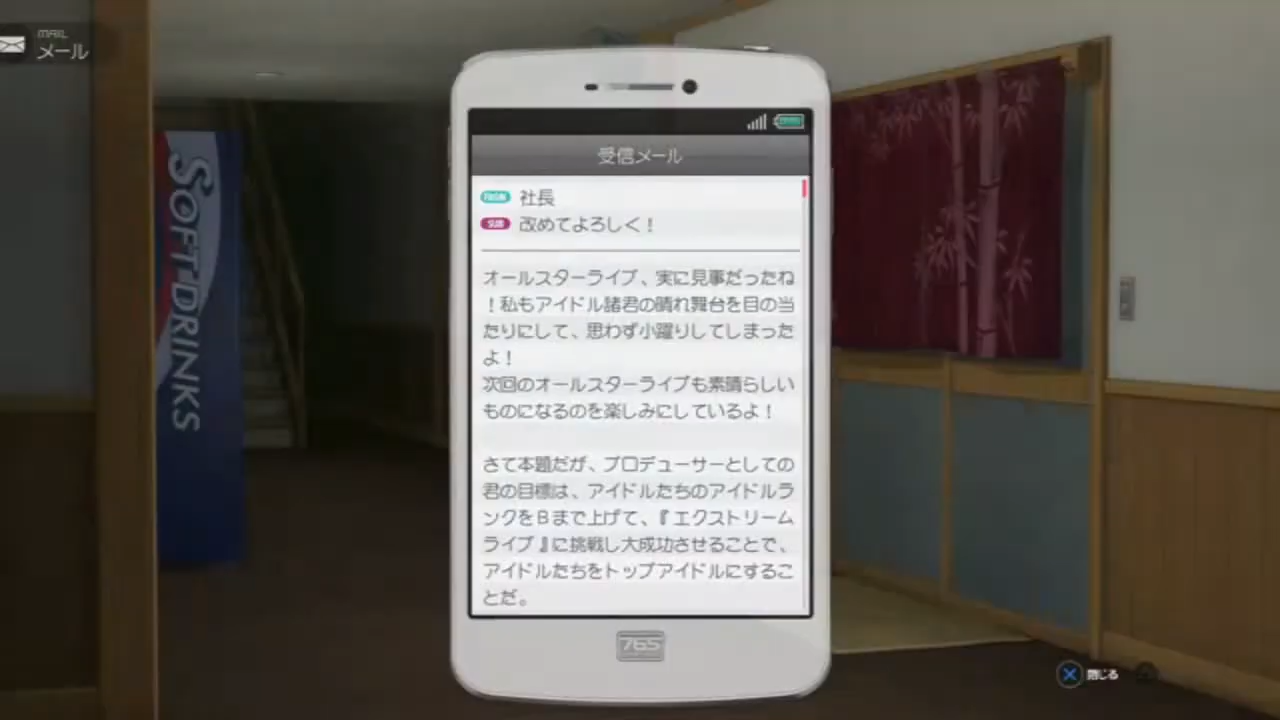 MAIL
メール
SOFT DRINKS
受信メール
FROM 社長
SUB 改めてよろしく！
オールスターライブ、実に見事だったね
！私もアイドル諸君の晴れ舞台を目の当
たりにして、思わず小躍りしてしまった
よ！
次回のオールスターライブも素晴らしい
ものになるのを楽しみにしているよ！
さて本題だが、プロデューサーとしての
君の目標は、アイドルたちのアイドルラ
ンクをBまで上げて、『エクストリーム
ライブ』に挑戦し大成功させることで、
アイドルたちをトップアイドルにするこ
とだ。
765
閉じる